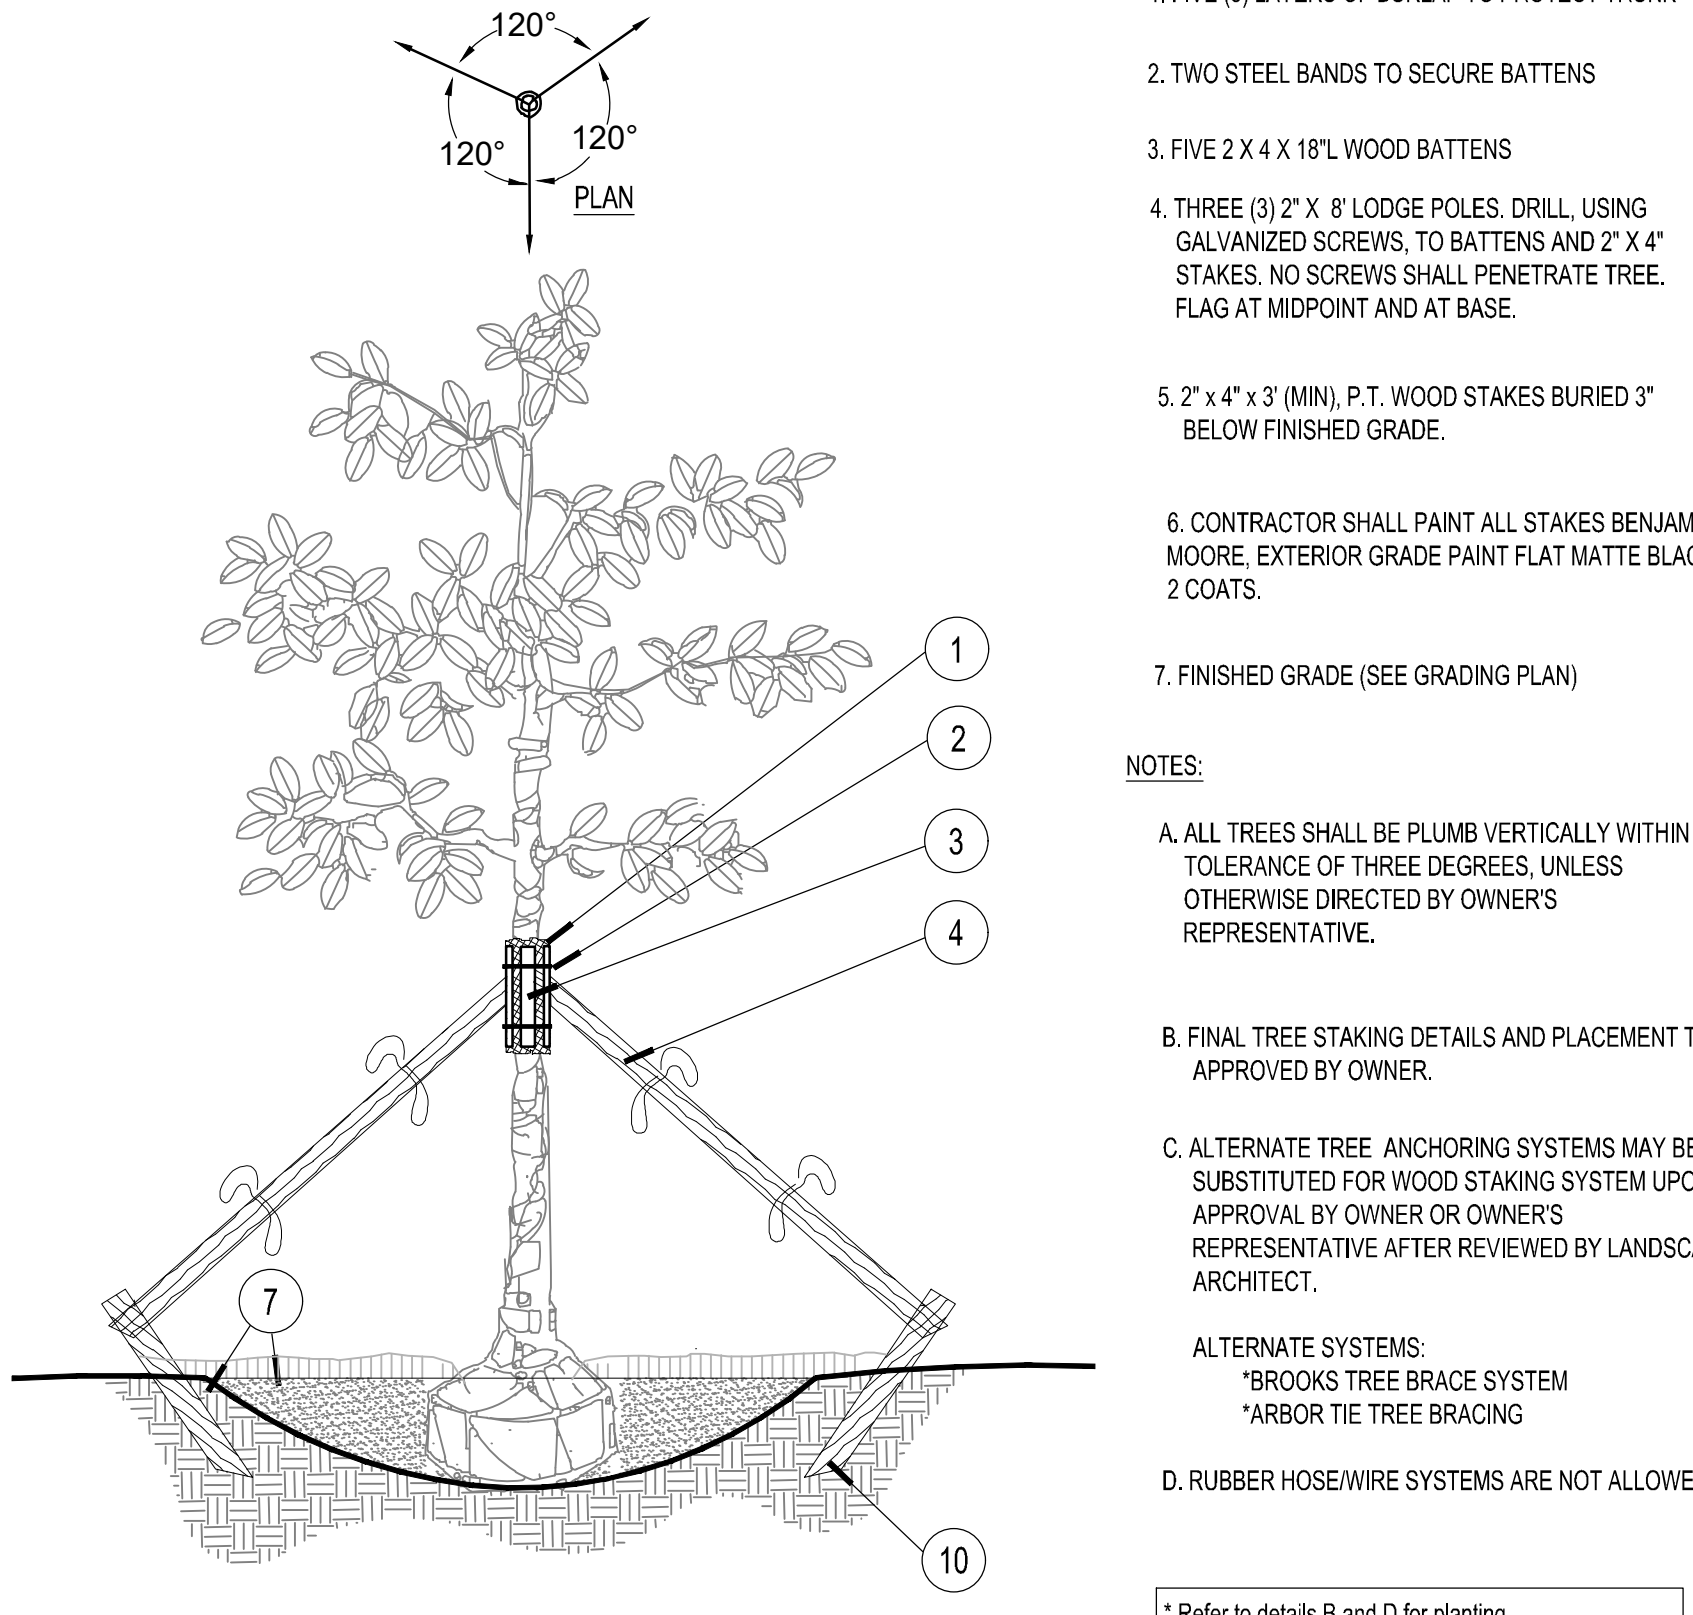 120°
120°
120°
PLAN
1
2
3
4
7
10
2. TWO STEEL BANDS TO SECURE BATTENS
3. FIVE 2 X 4 X 18"L WOOD BATTENS
4. THREE (3) 2" X 8' LODGE POLES. DRILL, USING
GALVANIZED SCREWS, TO BATTENS AND 2" X 4"
STAKES. NO SCREWS SHALL PENETRATE TREE.
FLAG AT MIDPOINT AND AT BASE.
5. 2" x 4" x 3' (MIN), P.T. WOOD STAKES BURIED 3"
BELOW FINISHED GRADE.
6. CONTRACTOR SHALL PAINT ALL STAKES BENJAM
MOORE, EXTERIOR GRADE PAINT FLAT MATTE BLAC
2 COATS.
7. FINISHED GRADE (SEE GRADING PLAN)
NOTES:
A. ALL TREES SHALL BE PLUMB VERTICALLY WITHIN
TOLERANCE OF THREE DEGREES, UNLESS
OTHERWISE DIRECTED BY OWNER'S
REPRESENTATIVE.
B. FINAL TREE STAKING DETAILS AND PLACEMENT T
APPROVED BY OWNER.
C. ALTERNATE TREE ANCHORING SYSTEMS MAY BE
SUBSTITUTED FOR WOOD STAKING SYSTEM UPO
APPROVAL BY OWNER OR OWNER'S
REPRESENTATIVE AFTER REVIEWED BY LANDSCA
ARCHITECT.
ALTERNATE SYSTEMS:
*BROOKS TREE BRACE SYSTEM
*ARBOR TIE TREE BRACING
D. RUBBER HOSE/WIRE SYSTEMS ARE NOT ALLOWE
* Refer to details B and D for planting